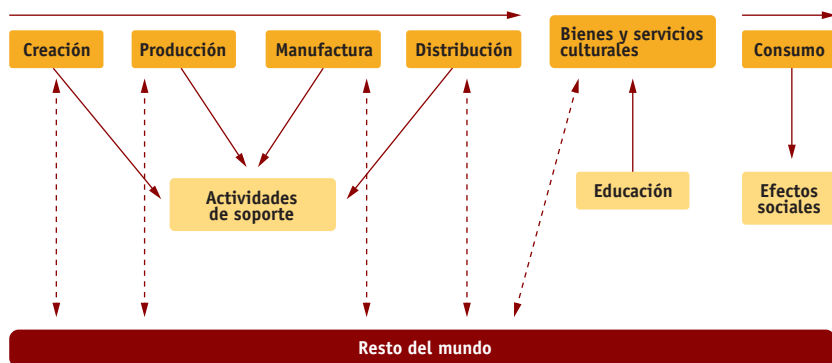 Creación
Producción
Manufactura
Distribución
Bienes y servicios
culturales
Consumo
Actividades
de soporte
Educación
Efectos
sociales
Resto del mundo